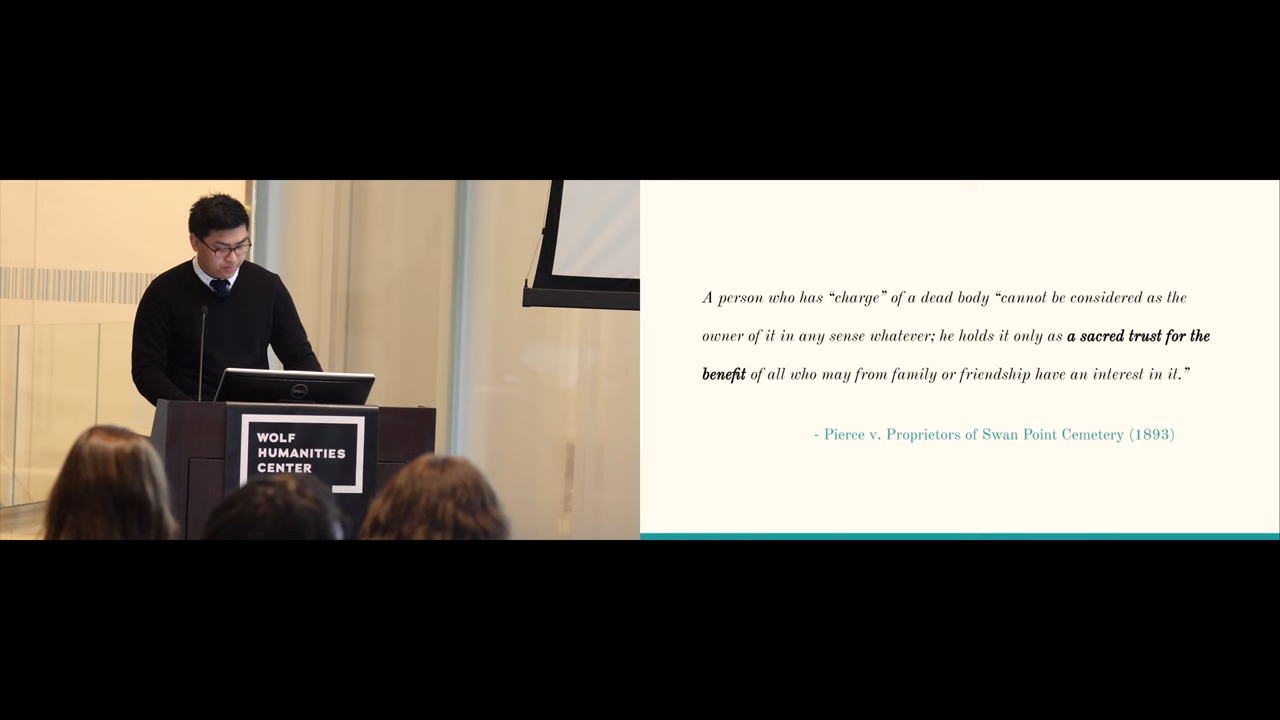 WOLF
HUMANITIES
CENTER
DELL
A person who has “charge” of a dead body “cannot be considered as the
owner of it in any sense whatever; he holds it only as a sacred trust for the
benefit of all who may from family or friendship have an interest in it.”
- Pierce v. Proprietors of Swan Point Cemetery (1893)